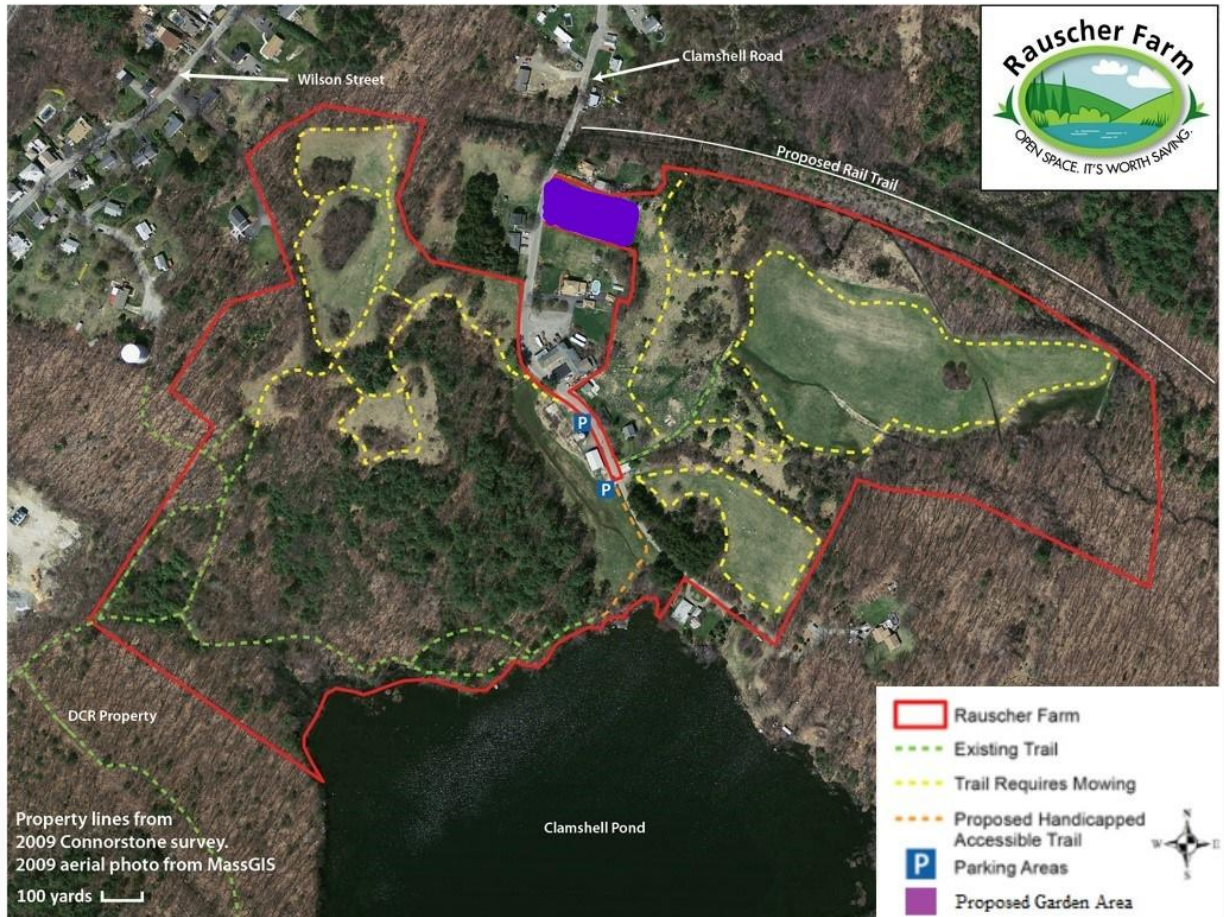 Wilson Street
Clamshell Road
Rauscher Farm
OPEN SPACE. IT'S WORTH SAVING.
Proposed Rail Trail
P
P
DCR Property
Property lines from
2009 Connorstone survey.
2009 aerial photo from MassGIS
100 yards
Clamshell Pond
Rauscher Farm
Existing Trail
Trail Requires Mowing
Proposed Handicapped
Accessible Trail
P Parking Areas
Proposed Garden Area
N
W E
S